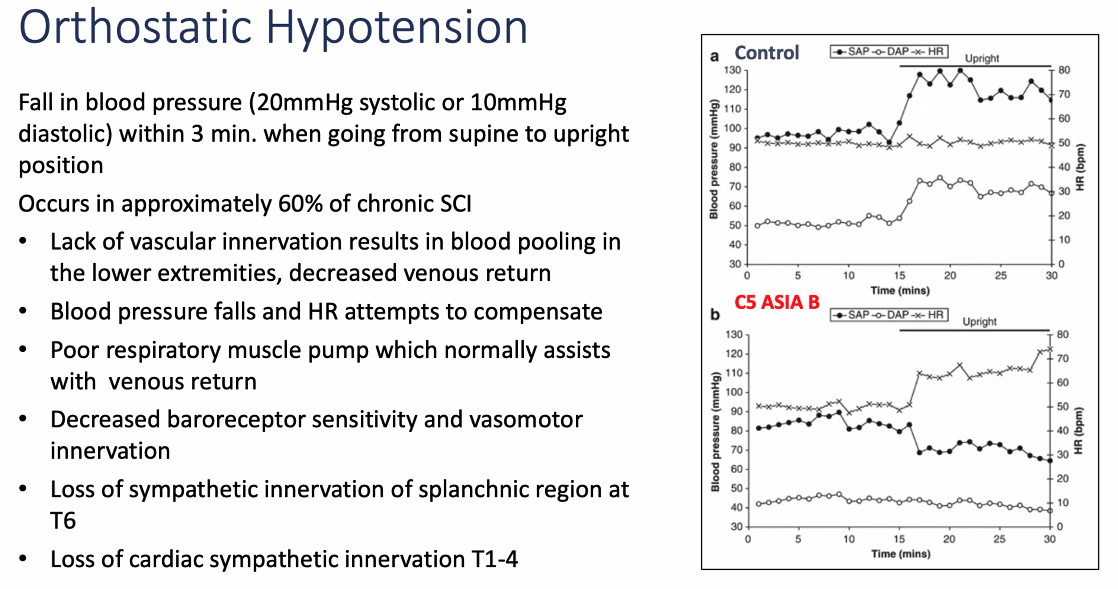 Orthostatic Hypotension
Fall in blood pressure (20mmHg systolic or 10mmHg
diastolic) within 3 min. when going from supine to upright
position
Occurs in approximately 60% of chronic SCI
• Lack of vascular innervation results in blood pooling in
the lower extremities, decreased venous return
• Blood pressure falls and HR attempts to compensate
• Poor respiratory muscle pump which normally assists
with venous return
• Decreased baroreceptor sensitivity and vasomotor
innervation
• Loss of sympathetic innervation of splanchnic region at
T6
• Loss of cardiac sympathetic innervation T1-4
a Control
SAP DAP HR
Upright
130
120
110
100
90
80
70
60
50
40
30
Blood pressure (mmHg)
80
70
60
50
40
30
20
10
0
HR (bpm)
0 5 10 15 20 25 30
Time (mins)
C5 ASIA B
b
SAP DAP HR
Upright
130
120
110
100
90
80
70
60
50
40
30
Blood pressure (mmHg)
80
70
60
50
40
30
20
10
0
HR (bpm)
0 5 10 15 20 25 30
Time (mins)